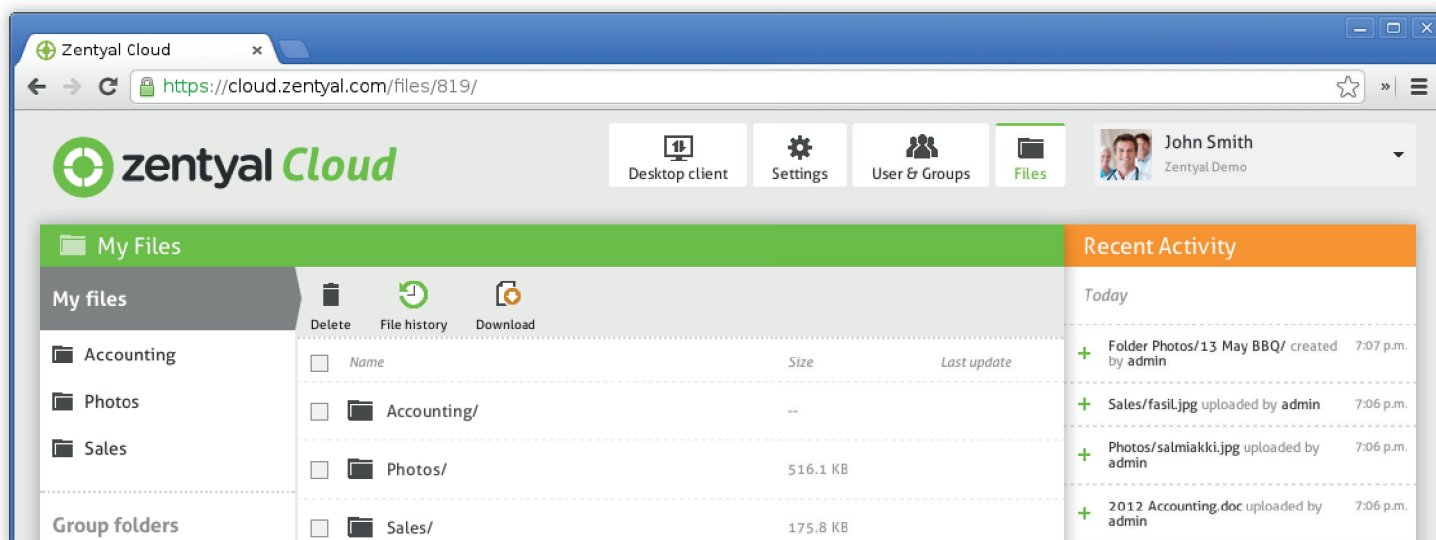 Zentyal Cloud
https://cloud.zentyal.com/files/819/
zentyal Cloud
Desktop client
Settings
User & Groups
Files
John Smith
Zentyal Demo
My Files
My files
Accounting
Photos
Sales
Group folders
Delete
File history
Download
Name Size Last update
Accounting/ --
Photos/ 516.1 KB
Sales/ 175.8 KB
Recent Activity
Today
Folder Photos/13 May BBQ/ created 7:07 p.m.
by admin
Sales/fasil.jpg uploaded by admin 7:06 p.m.
Photos/salmiakki.jpg uploaded by 7:06 p.m.
admin
2012 Accounting.doc uploaded by 7:06 p.m.
admin